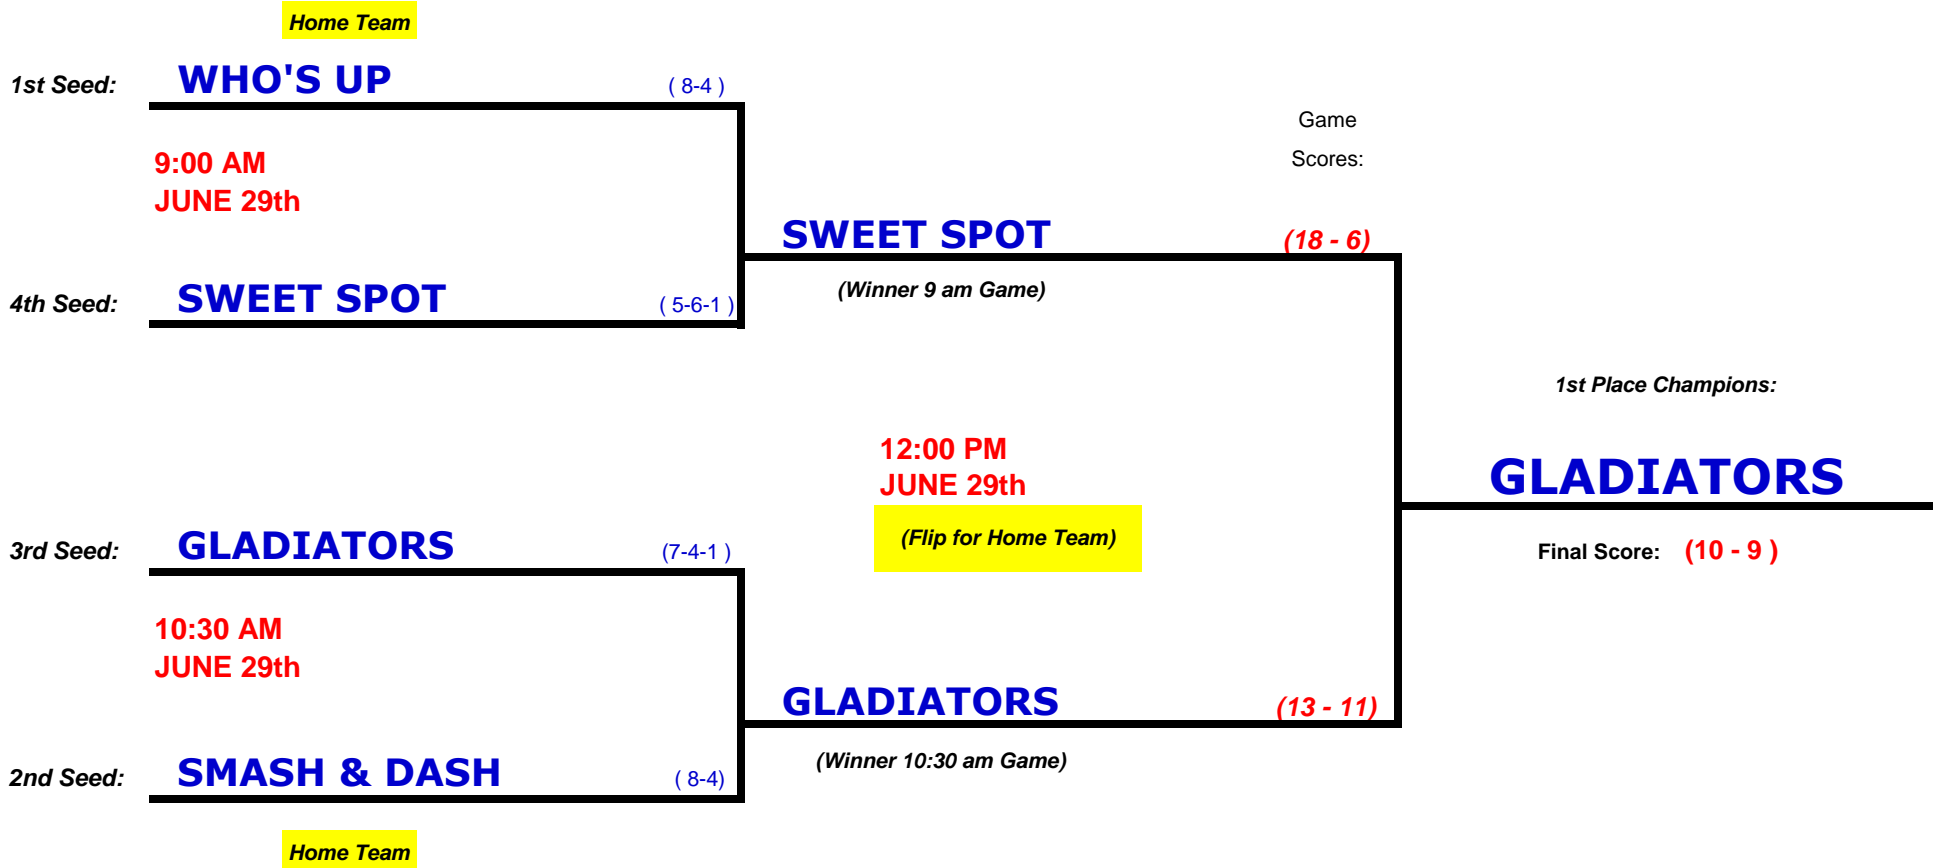 Home Team
1st Seed: WHO'S UP ( 8-4 )
Game
Scores:
9:00 AM
JUNE 29th
SWEET SPOT (18 - 6)
(Winner 9 am Game)
4th Seed: SWEET SPOT ( 5-6-1 )
1st Place Champions:
12:00 PM
JUNE 29th
GLADIATORS
(Flip for Home Team)
3rd Seed: GLADIATORS (7-4-1 )
Final Score: (10 - 9 )
10:30 AM
JUNE 29th
GLADIATORS (13 - 11)
(Winner 10:30 am Game)
2nd Seed: SMASH & DASH ( 8-4)
Home Team